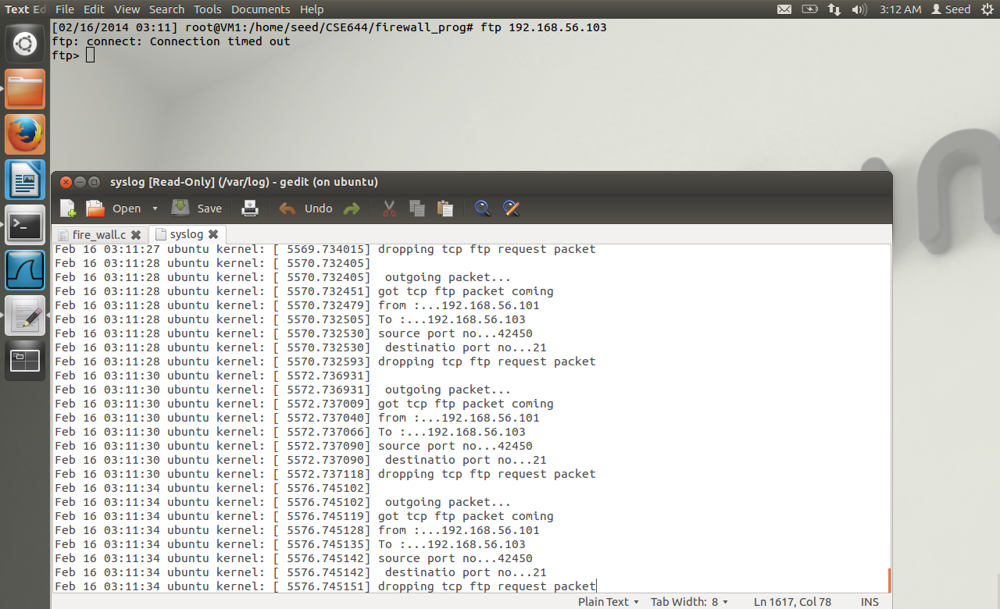 Text Ed File Edit View Search Tools Documents Help 3:12 AM Seed
[02/16/2014 03:11] root@VM1:/home/seed/CSE644/firewall_prog# ftp 192.168.56.103
ftp: connect: Connection timed out
ftp>
syslog [Read-Only] (/var/log) - gedit (on ubuntu)
Open Save Undo
fire_wall.c syslog
Feb 16 03:11:27 ubuntu kernel: [ 5569.734015] dropping tcp ftp request packet
Feb 16 03:11:28 ubuntu kernel: [ 5570.732405]
Feb 16 03:11:28 ubuntu kernel: [ 5570.732405]  outgoing packet...
Feb 16 03:11:28 ubuntu kernel: [ 5570.732451] got tcp ftp packet coming
Feb 16 03:11:28 ubuntu kernel: [ 5570.732479] from :...192.168.56.101
Feb 16 03:11:28 ubuntu kernel: [ 5570.732505] To :...192.168.56.103
Feb 16 03:11:28 ubuntu kernel: [ 5570.732530] source port no...42450
Feb 16 03:11:28 ubuntu kernel: [ 5570.732530]  destinatio port no...21
Feb 16 03:11:28 ubuntu kernel: [ 5570.732593] dropping tcp ftp request packet
Feb 16 03:11:30 ubuntu kernel: [ 5572.736931]
Feb 16 03:11:30 ubuntu kernel: [ 5572.736931]  outgoing packet...
Feb 16 03:11:30 ubuntu kernel: [ 5572.737009] got tcp ftp packet coming
Feb 16 03:11:30 ubuntu kernel: [ 5572.737040] from :...192.168.56.101
Feb 16 03:11:30 ubuntu kernel: [ 5572.737066] To :...192.168.56.103
Feb 16 03:11:30 ubuntu kernel: [ 5572.737090] source port no...42450
Feb 16 03:11:30 ubuntu kernel: [ 5572.737090]  destinatio port no...21
Feb 16 03:11:30 ubuntu kernel: [ 5572.737118] dropping tcp ftp request packet
Feb 16 03:11:34 ubuntu kernel: [ 5576.745102]
Feb 16 03:11:34 ubuntu kernel: [ 5576.745102]  outgoing packet...
Feb 16 03:11:34 ubuntu kernel: [ 5576.745119] got tcp ftp packet coming
Feb 16 03:11:34 ubuntu kernel: [ 5576.745128] from :...192.168.56.101
Feb 16 03:11:34 ubuntu kernel: [ 5576.745135] To :...192.168.56.103
Feb 16 03:11:34 ubuntu kernel: [ 5576.745142] source port no...42450
Feb 16 03:11:34 ubuntu kernel: [ 5576.745142]  destinatio port no...21
Feb 16 03:11:34 ubuntu kernel: [ 5576.745151] dropping tcp ftp request packet
Plain Text Tab Width: 8 Ln 1617, Col 78 INS